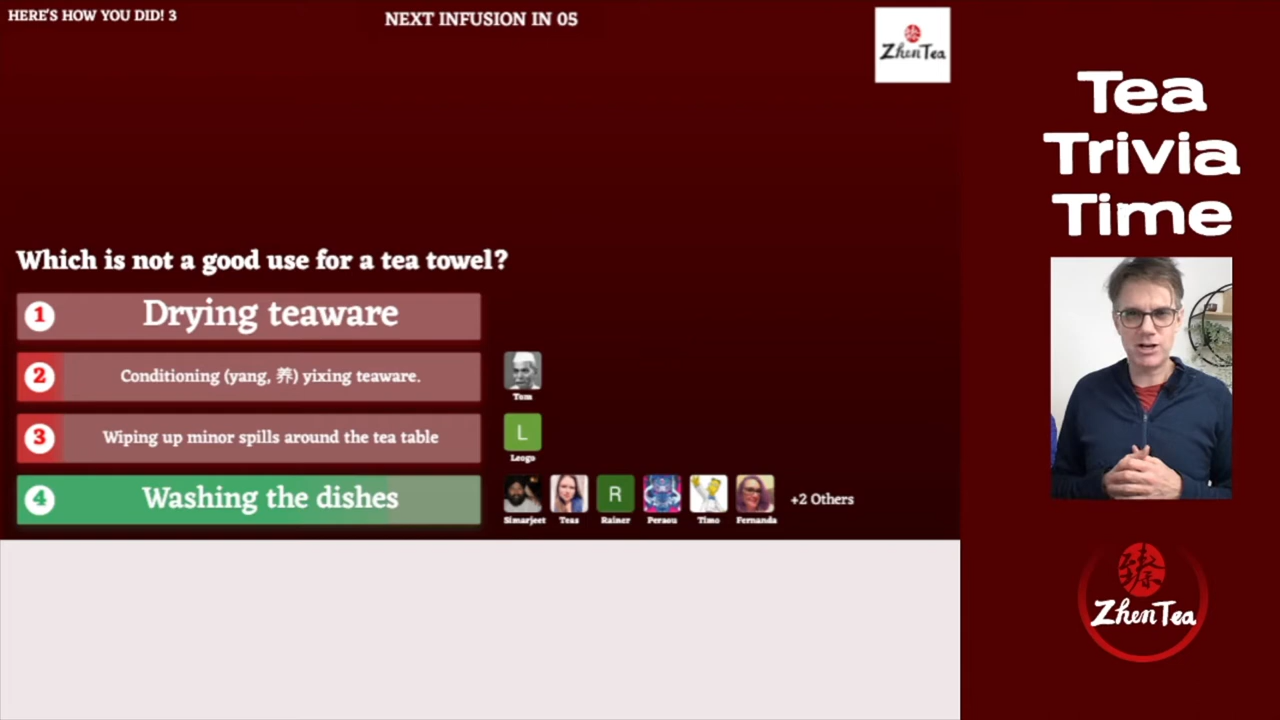 HERE'S HOW YOU DID! 3
NEXT INFUSION IN 05
ZhenTea
Tea
Trivia
Time
Which is not a good use for a tea towel?
1 Drying teaware
2 Conditioning (yang, 养) yixing teaware.
Tom
3 Wiping up minor spills around the tea table
L
Leogo
4 Washing the dishes
R
+2 Others
Simarjeet Teas Rainer Peraou Timo Fernanda
臻
ZhenTea